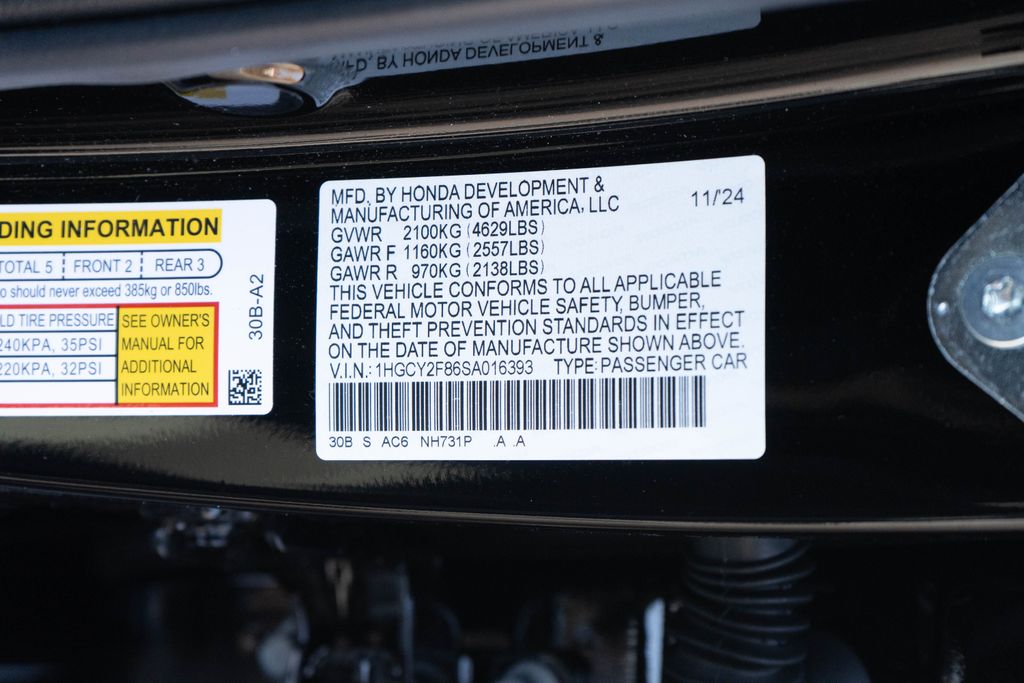 DING INFORMATION
TOTAL 5 FRONT 2 REAR 3
o should never exceed 385kg or 850lbs.
LD TIRE PRESSURE
240KPA, 35PSI
220KPA, 32PSI
SEE OWNER'S
MANUAL FOR
ADDITIONAL
INFORMATION
30B-A2
MFD. BY HONDA DEVELOPMENT &
MANUFACTURING OF AMERICA, LLC
11/'24
GVWR 2100KG (4629LBS)
GAWR F 1160KG (2557LBS)
GAWR R 970KG (2138LBS)
THIS VEHICLE CONFORMS TO ALL APPLICABLE
FEDERAL MOTOR VEHICLE SAFETY, BUMPER,
AND THEFT PREVENTION STANDARDS IN EFFECT
ON THE DATE OF MANUFACTURE SHOWN ABOVE.
V.I.N.: 1HGCY2F86SA016393 TYPE: PASSENGER CAR
30B S AC6 NH731P .A .A